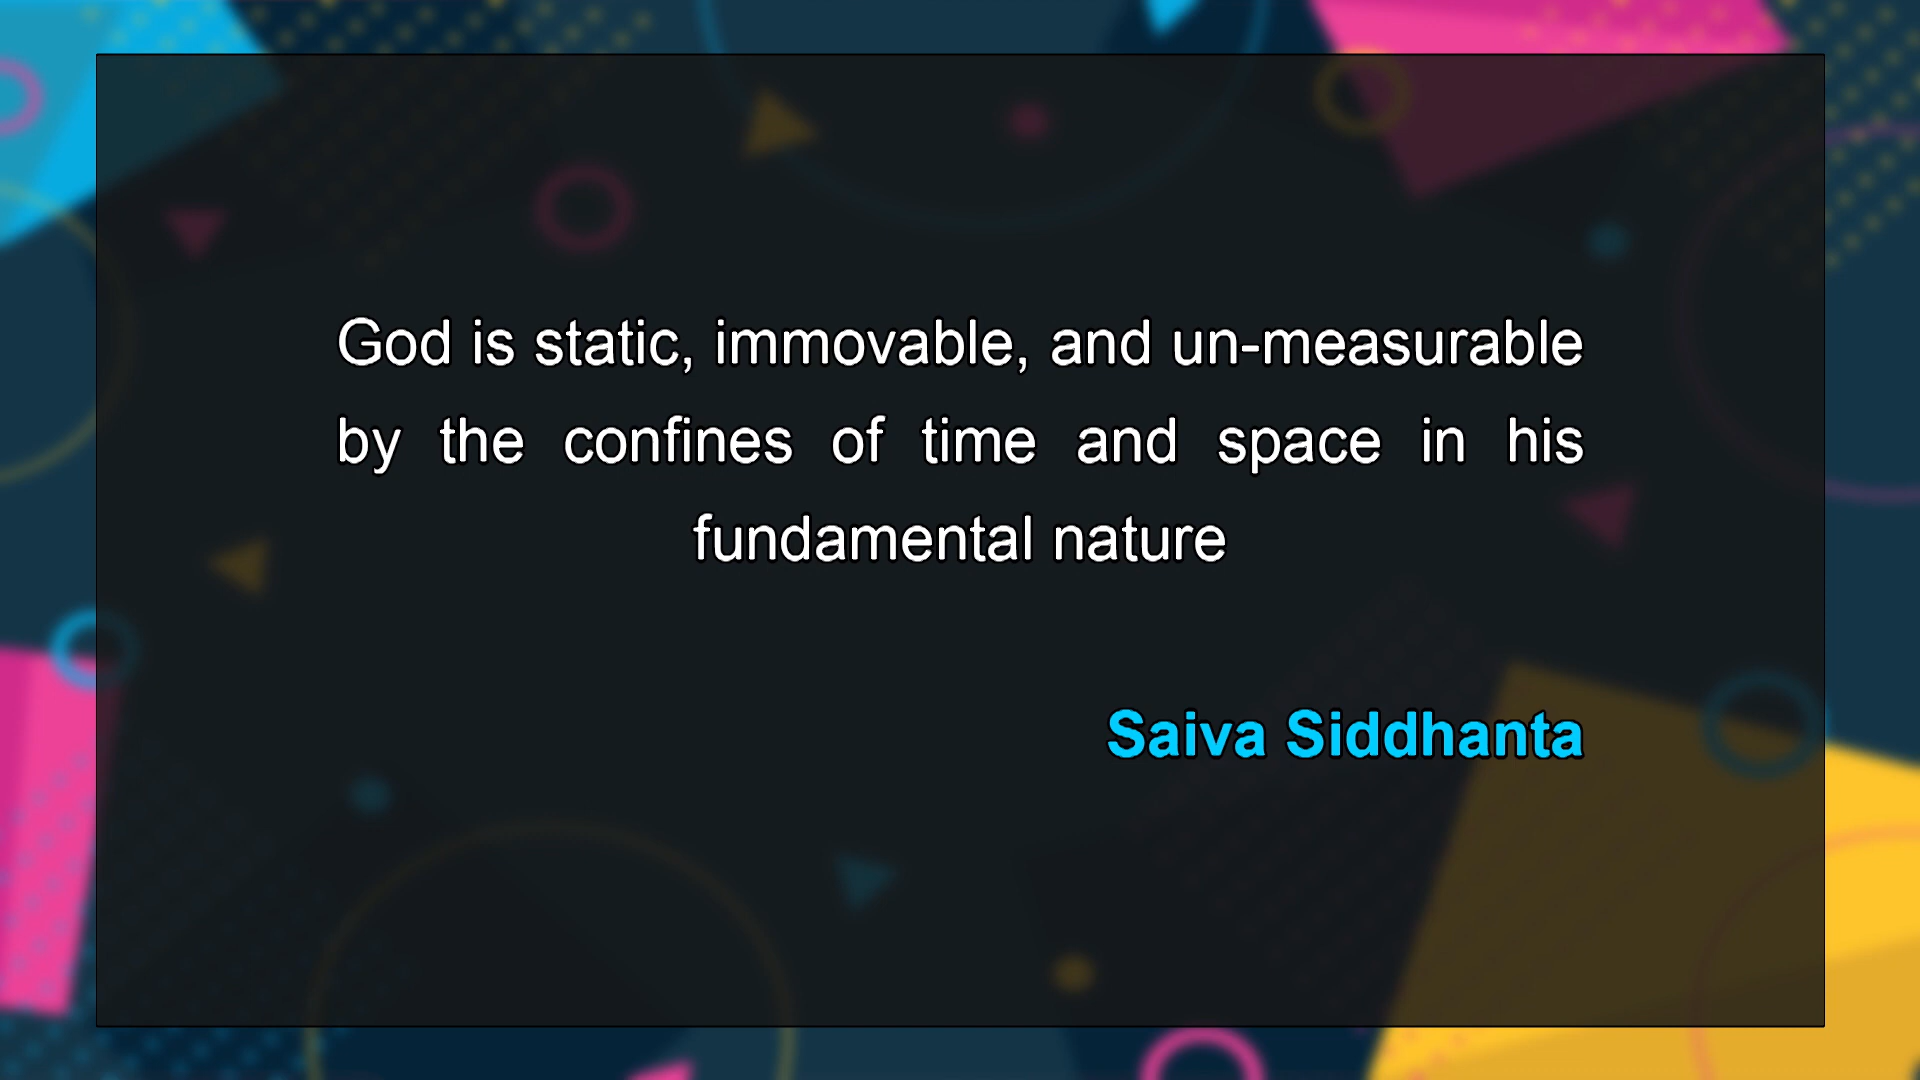 God is static, immovable, and un-measurable
by the confines of time and space in his
fundamental nature
Saiva Siddhanta